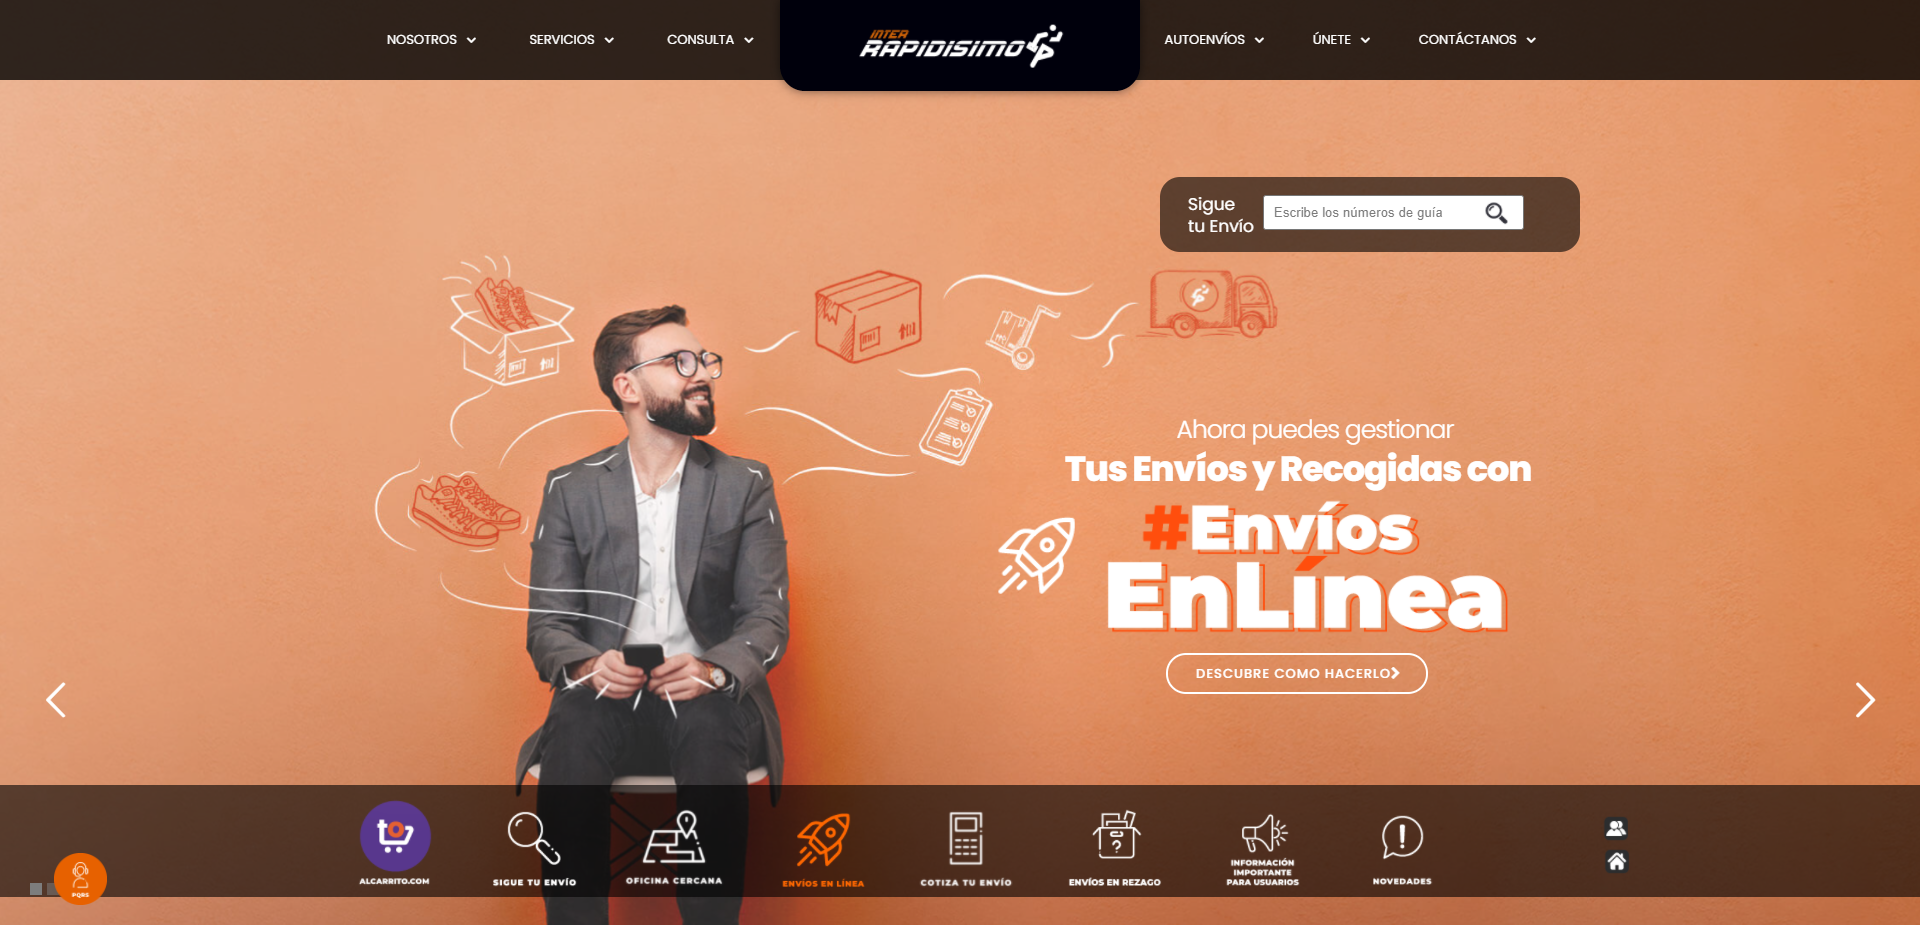 NOSOTROS
SERVICIOS
CONSULTA
INTER
RAPIDISIMO
AUTOENVÍOS
ÚNETE
CONTÁCTANOS
Sigue
tu Envío
Escribe los números de guía
Ahora puedes gestionar
Tus Envíos y Recogidas con
#Envíos
EnLínea
DESCUBRE COMO HACERLO
ALCARRITO.COM
SIGUE TU ENVÍO
OFICINA CERCANA
ENVÍOS EN LÍNEA
COTIZA TU ENVÍO
ENVÍOS EN REZAGO
INFORMACIÓN
IMPORTANTE
PARA USUARIOS
NOVEDADES
PQRS